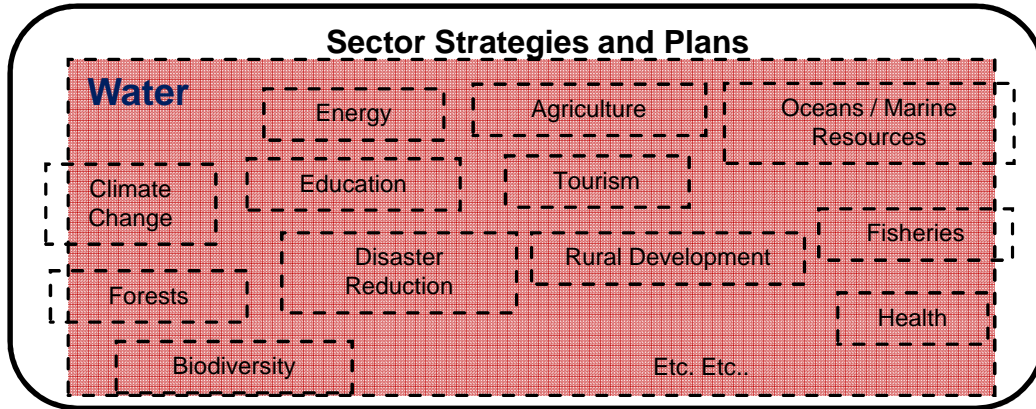 Sector Strategies and Plans
Water
Energy
Agriculture
Oceans / Marine
Resources
Climate
Change
Education
Tourism
Fisheries
Disaster
Reduction
Rural Development
Forests
Health
Biodiversity
Etc. Etc..